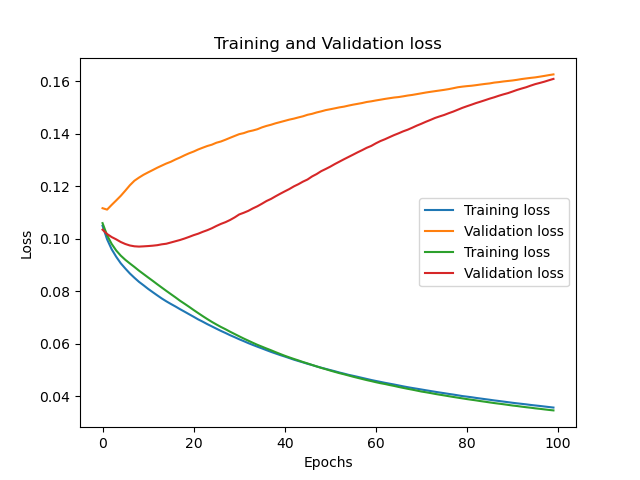 Training and Validation loss
Loss
0.16
0.14
0.12
0.10
0.08
0.06
0.04
Training loss
Validation loss
Training loss
Validation loss
0 20 40 60 80 100
Epochs